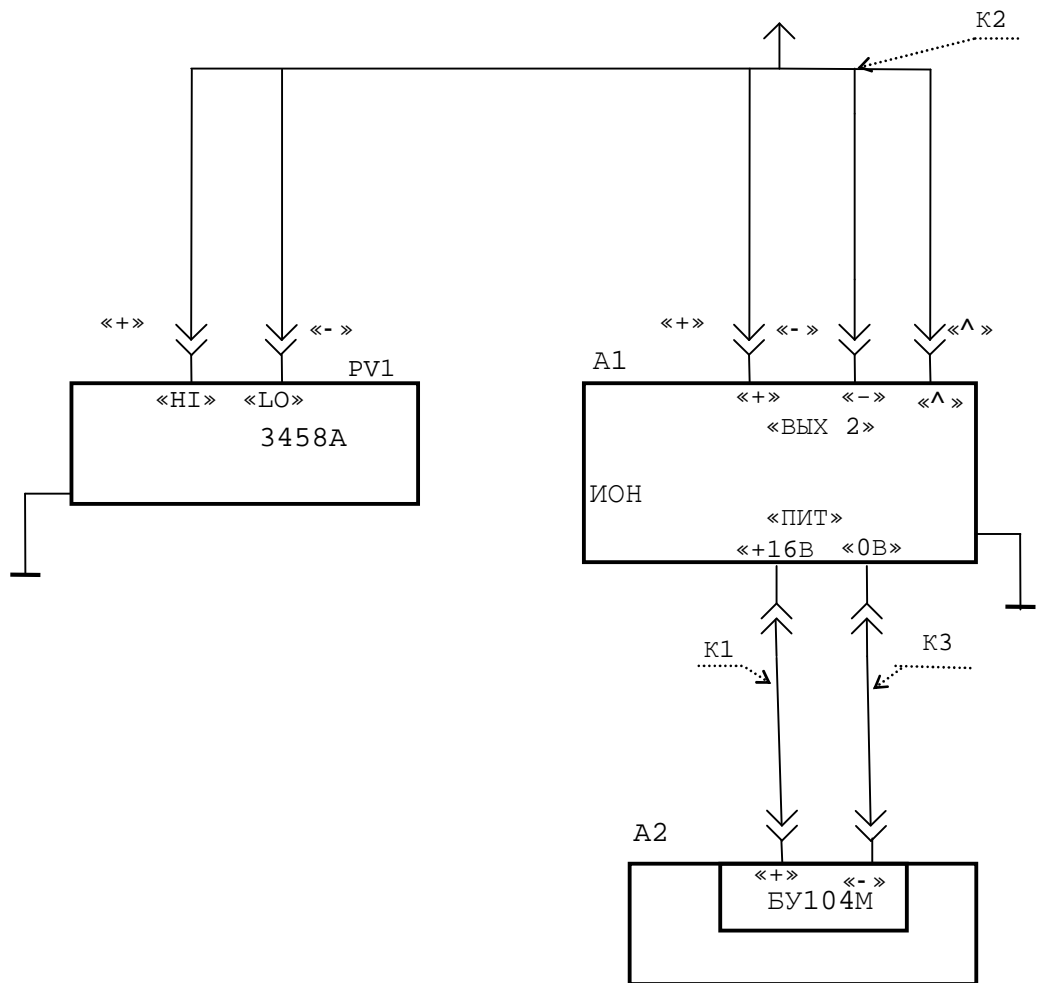 К2
«+»
«- »
«+»
«- »
«^ »
PV1
А1
«HI»
«LO»
«+»
«-»
«^ »
3458А
«ВЫХ 2»
ИОН
«ПИТ»
«+16В
«0В»
К1
К3
А2
«+»
«- »
БУ104М